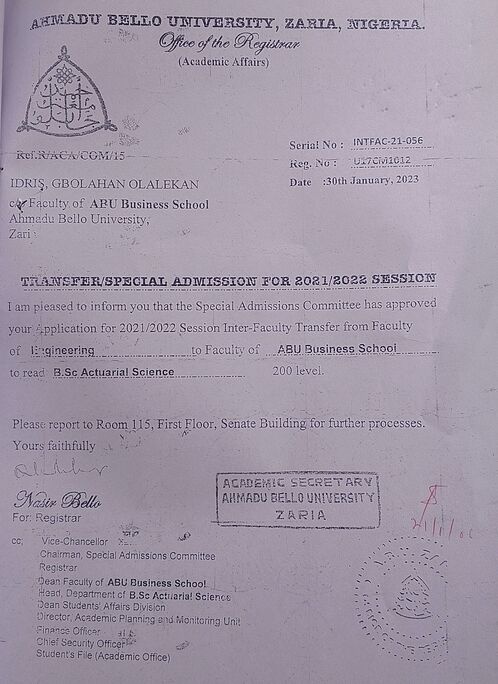 AHMADU BELLO UNIVERSITY, ZARIA, NIGERIA.
Office of the Registrar
(Academic Affairs)
Ref.R/ACA/COM/15
Serial No : INTFAC-21-056
Reg. No : U17CM1012
Date :30th January, 2023
IDRIS, GBOLAHAN OLALEKAN
c/o Faculty of ABU Business School
Ahmadu Bello University,
Zari
TRANSFER/SPECIAL ADMISSION FOR 2021/2022 SESSION
I am pleased to inform you that the Special Admissions Committee has approved
your Application for 2021/2022 Session Inter-Faculty Transfer from Faculty
of Engineering to Faculty of ABU Business School
to read B.Sc Actuarial Science 200 level.
Please report to Room 115, First Floor, Senate Building for further processes.
Yours faithfully
Nasir Bello
For: Registrar
ACADEMIC SECRETARY
AHMADU BELLO UNIVERSITY
ZARIA
cc, Vice-Chancellor
Chairman, Special Admissions Committee
Registrar
Dean Faculty of ABU Business School
Head, Department of B.Sc Actuarial Science
Dean Students' Affairs Division
Director, Academic Planning and Monitoring Unit
Finance Officer
Chief Security Officer
Student's File (Academic Office)